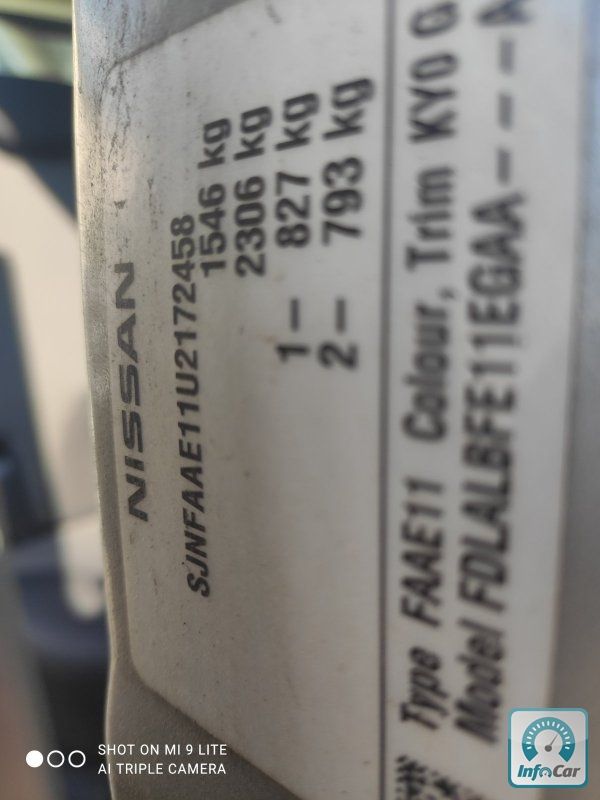 NISSAN
SJNFAAE11U2172458
1546 kg
2306 kg
1- 827 kg
2- 793 kg
Type FAAE11 Colour, Trim KY0 G
Model FDLALBFE11EGAA----A
SHOT ON MI 9 LITE
AI TRIPLE CAMERA
InfoCar